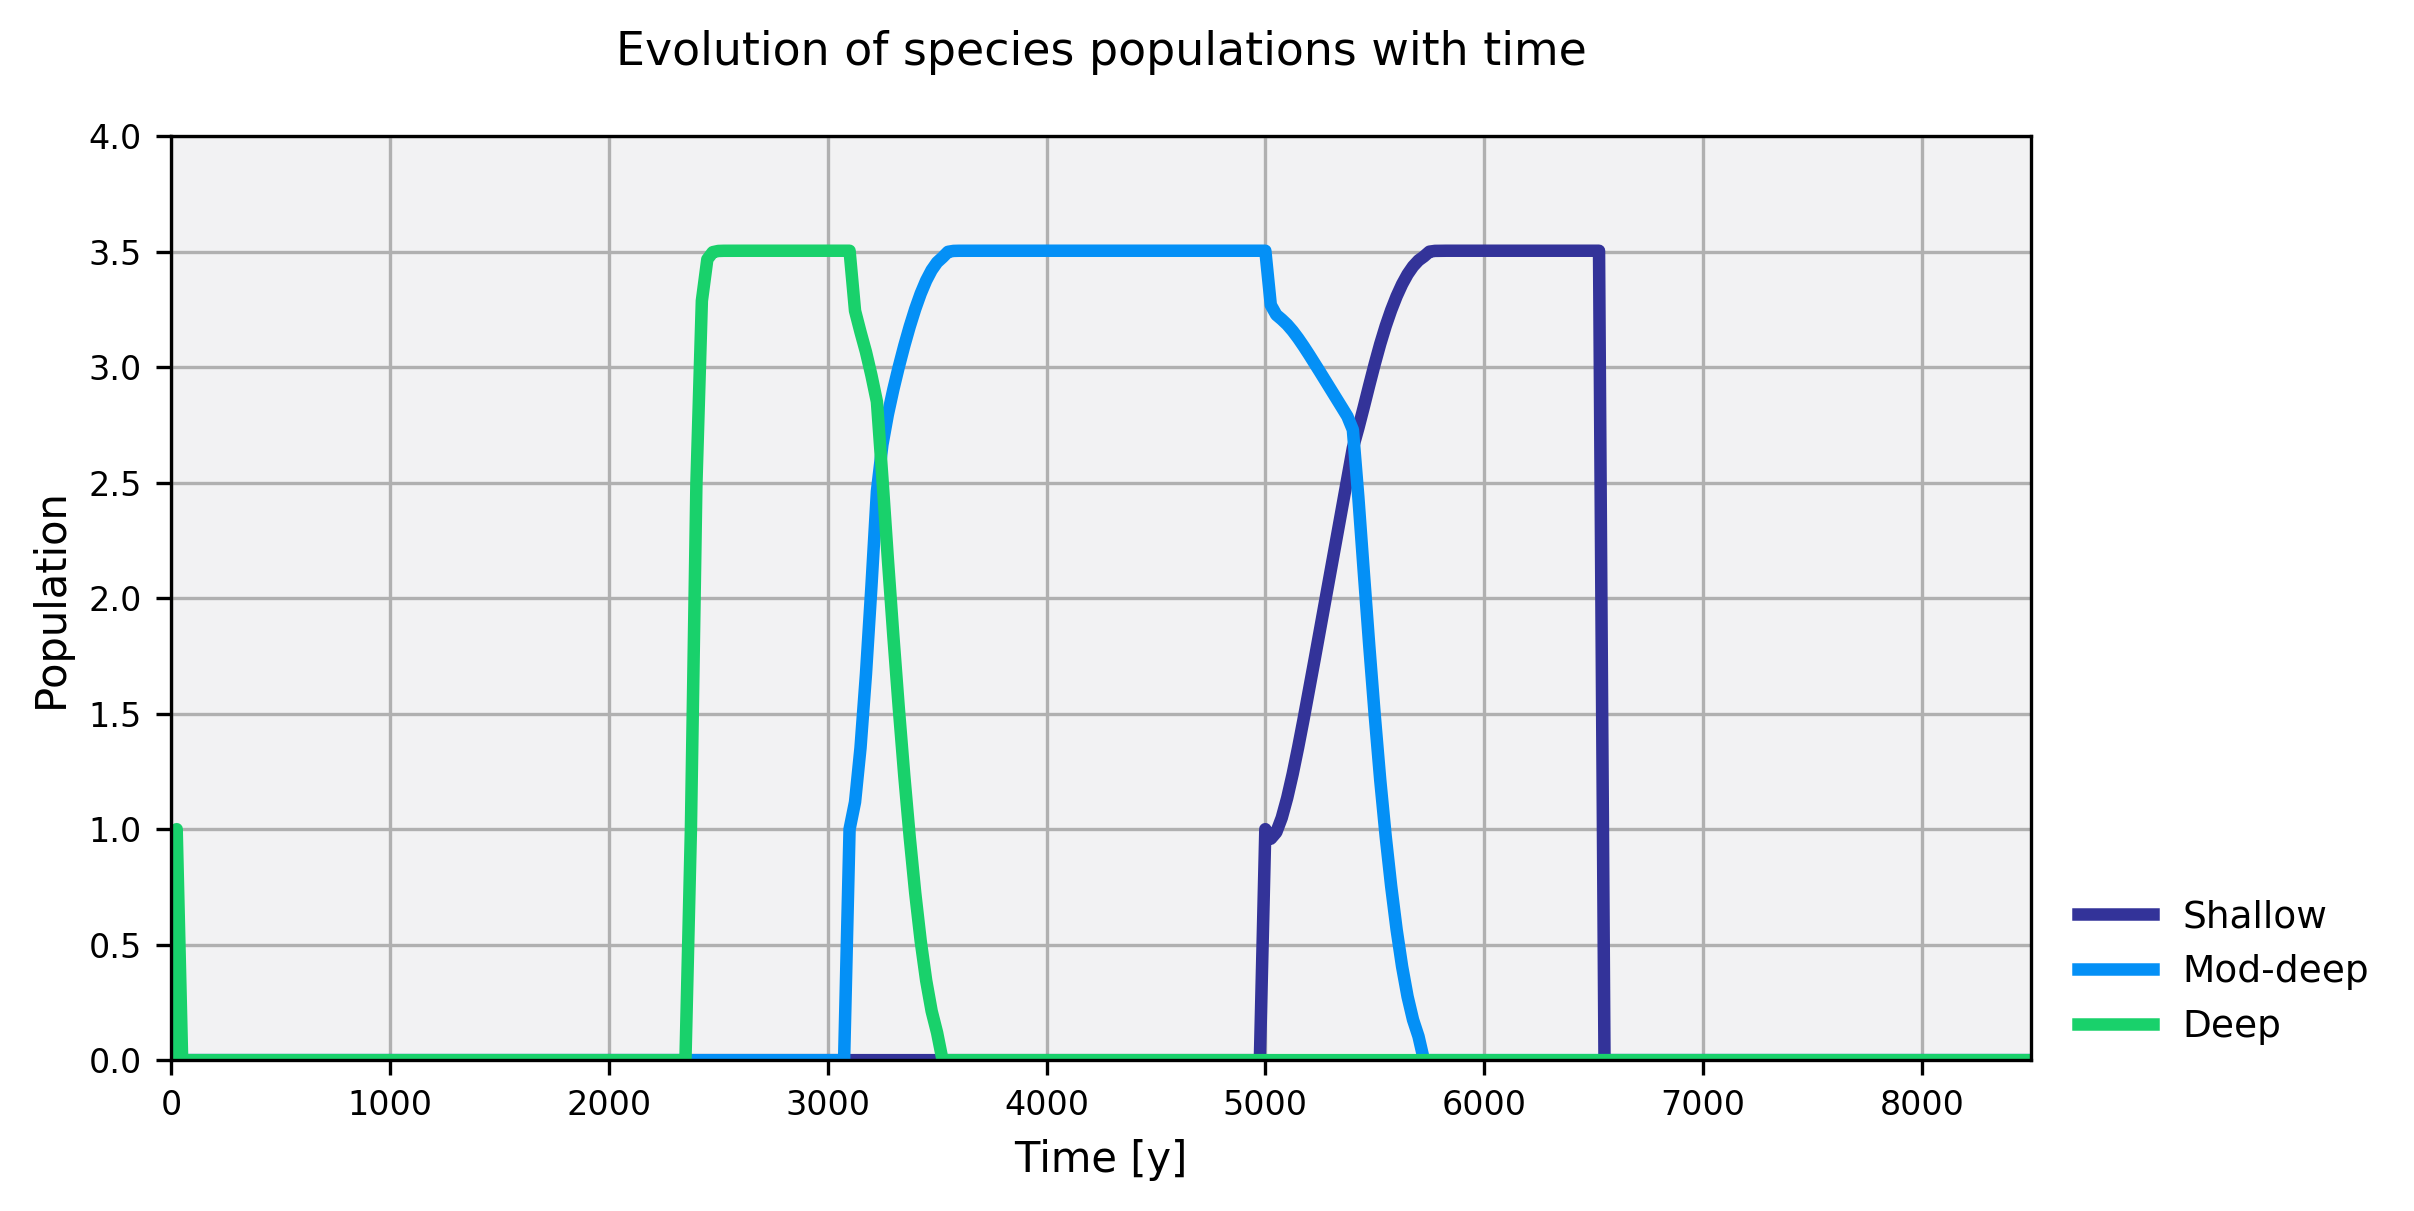 Evolution of species populations with time
4.0
3.5
3.0
2.5
2.0
1.5
1.0
0.5
0.0
Population
0 1000 2000 3000 4000 5000 6000 7000 8000
Time [y]
Shallow
Mod-deep
Deep